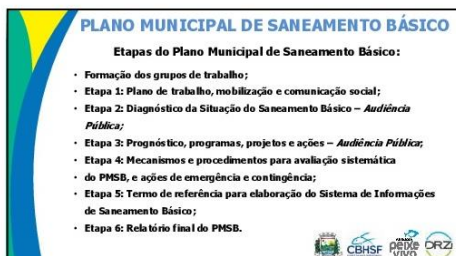 PLANO MUNICIPAL DE SANEAMENTO BÁSICO
Etapas do Plano Municipal de Saneamento Básico:
• Formação dos grupos de trabalho;
• Etapa 1: Plano de trabalho, mobilização e comunicação social;
• Etapa 2: Diagnóstico da Situação do Saneamento Básico – Audiência
Pública;
• Etapa 3: Prognóstico, programas, projetos e ações – Audiência Pública;
• Etapa 4: Mecanismos e procedimentos para avaliação sistemática
• do PMSB, e ações de emergência e contingência;
• Etapa 5: Termo de referência para elaboração do Sistema de Informações
de Saneamento Básico;
• Etapa 6: Relatório final do PMSB.
CBHSF peixe vivo DRZ